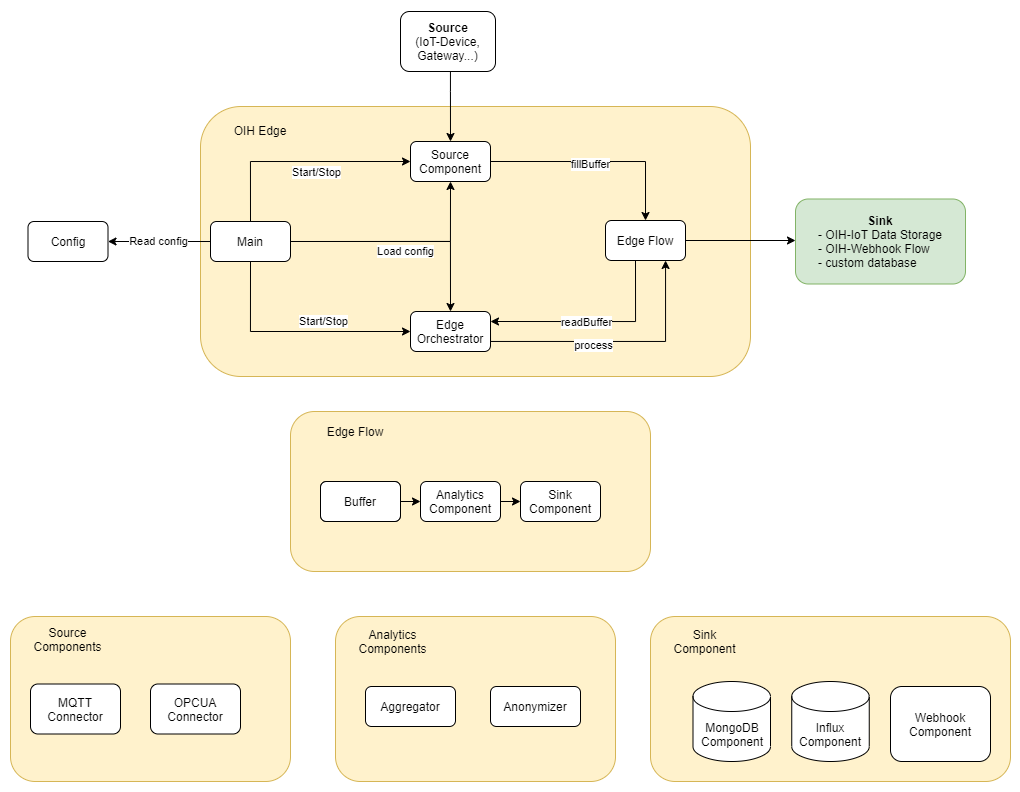 Source
(IoT-Device,
Gateway...)
OIH Edge
Source
Component
Start/Stop
fillBuffer
Config
Read config
Main
Load config
Edge Flow
Sink
- OIH-IoT Data Storage
- OIH-Webhook Flow
- custom database
Start/Stop
Edge
Orchestrator
readBuffer
process
Edge Flow
Buffer
Analytics
Component
Sink
Component
Source
Components
MQTT
Connector
OPCUA
Connector
Analytics
Components
Aggregator
Anonymizer
Sink
Component
MongoDB
Component
Influx
Component
Webhook
Component